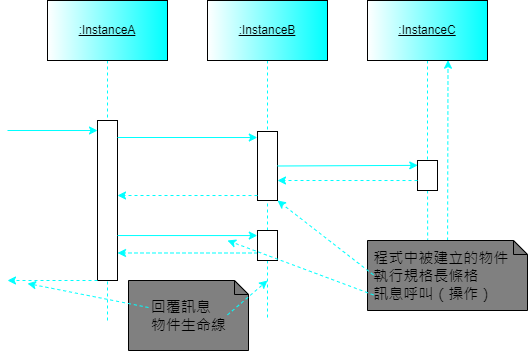 :InstanceA
:InstanceB
:InstanceC
程式中被建立的物件
執行規格長條格
訊息呼叫（操作）
回覆訊息
物件生命線